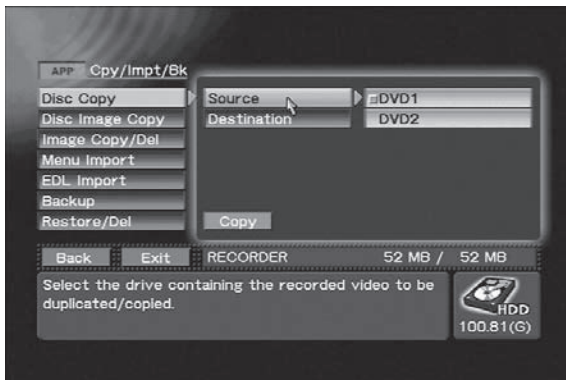 APP Cpy/Impt/Bk
Disc Copy
Disc Image Copy
Image Copy/Del
Menu Import
EDL Import
Backup
Restore/Del
Source
Destination
DVD1
DVD2
Copy
Back Exit RECORDER 52 MB / 52 MB
Select the drive containing the recorded video to be
duplicated/copied.
HDD
100.81(G)